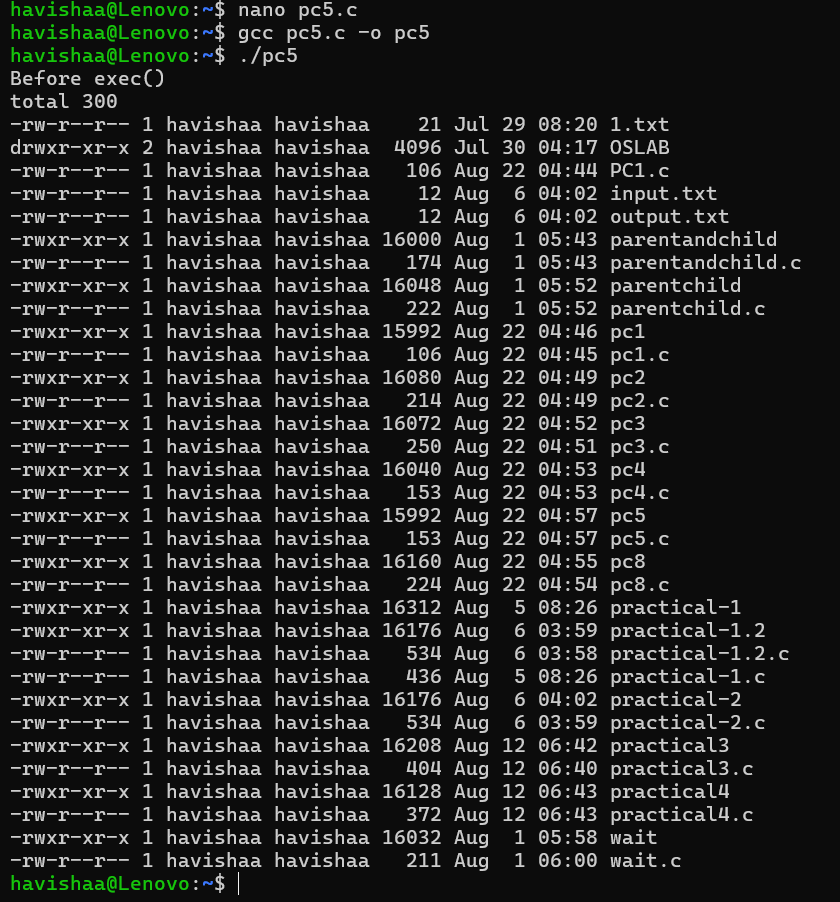 havishaa@Lenovo:~$ nano pc5.c
havishaa@Lenovo:~$ gcc pc5.c -o pc5
havishaa@Lenovo:~$ ./pc5
Before exec()
total 300
-rw-r--r-- 1 havishaa havishaa    21 Jul 29 08:20 1.txt
drwxr-xr-x 2 havishaa havishaa  4096 Jul 30 04:17 OSLAB
-rw-r--r-- 1 havishaa havishaa   106 Aug 22 04:44 PC1.c
-rw-r--r-- 1 havishaa havishaa    12 Aug  6 04:02 input.txt
-rw-r--r-- 1 havishaa havishaa    12 Aug  6 04:02 output.txt
-rwxr-xr-x 1 havishaa havishaa 16000 Aug  1 05:43 parentandchild
-rw-r--r-- 1 havishaa havishaa   174 Aug  1 05:43 parentandchild.c
-rwxr-xr-x 1 havishaa havishaa 16048 Aug  1 05:52 parentchild
-rw-r--r-- 1 havishaa havishaa   222 Aug  1 05:52 parentchild.c
-rwxr-xr-x 1 havishaa havishaa 15992 Aug 22 04:46 pc1
-rw-r--r-- 1 havishaa havishaa   106 Aug 22 04:45 pc1.c
-rwxr-xr-x 1 havishaa havishaa 16080 Aug 22 04:49 pc2
-rw-r--r-- 1 havishaa havishaa   214 Aug 22 04:49 pc2.c
-rwxr-xr-x 1 havishaa havishaa 16072 Aug 22 04:52 pc3
-rw-r--r-- 1 havishaa havishaa   250 Aug 22 04:51 pc3.c
-rwxr-xr-x 1 havishaa havishaa 16040 Aug 22 04:53 pc4
-rw-r--r-- 1 havishaa havishaa   153 Aug 22 04:53 pc4.c
-rwxr-xr-x 1 havishaa havishaa 15992 Aug 22 04:57 pc5
-rw-r--r-- 1 havishaa havishaa   153 Aug 22 04:57 pc5.c
-rwxr-xr-x 1 havishaa havishaa 16160 Aug 22 04:55 pc8
-rw-r--r-- 1 havishaa havishaa   224 Aug 22 04:54 pc8.c
-rwxr-xr-x 1 havishaa havishaa 16312 Aug  5 08:26 practical-1
-rwxr-xr-x 1 havishaa havishaa 16176 Aug  6 03:59 practical-1.2
-rw-r--r-- 1 havishaa havishaa   534 Aug  6 03:58 practical-1.2.c
-rw-r--r-- 1 havishaa havishaa   436 Aug  5 08:26 practical-1.c
-rwxr-xr-x 1 havishaa havishaa 16176 Aug  6 04:02 practical-2
-rw-r--r-- 1 havishaa havishaa   534 Aug  6 03:59 practical-2.c
-rwxr-xr-x 1 havishaa havishaa 16208 Aug 12 06:42 practical3
-rw-r--r-- 1 havishaa havishaa   404 Aug 12 06:40 practical3.c
-rwxr-xr-x 1 havishaa havishaa 16128 Aug 12 06:43 practical4
-rw-r--r-- 1 havishaa havishaa   372 Aug 12 06:43 practical4.c
-rwxr-xr-x 1 havishaa havishaa 16032 Aug  1 05:58 wait
-rw-r--r-- 1 havishaa havishaa   211 Aug  1 06:00 wait.c
havishaa@Lenovo:~$